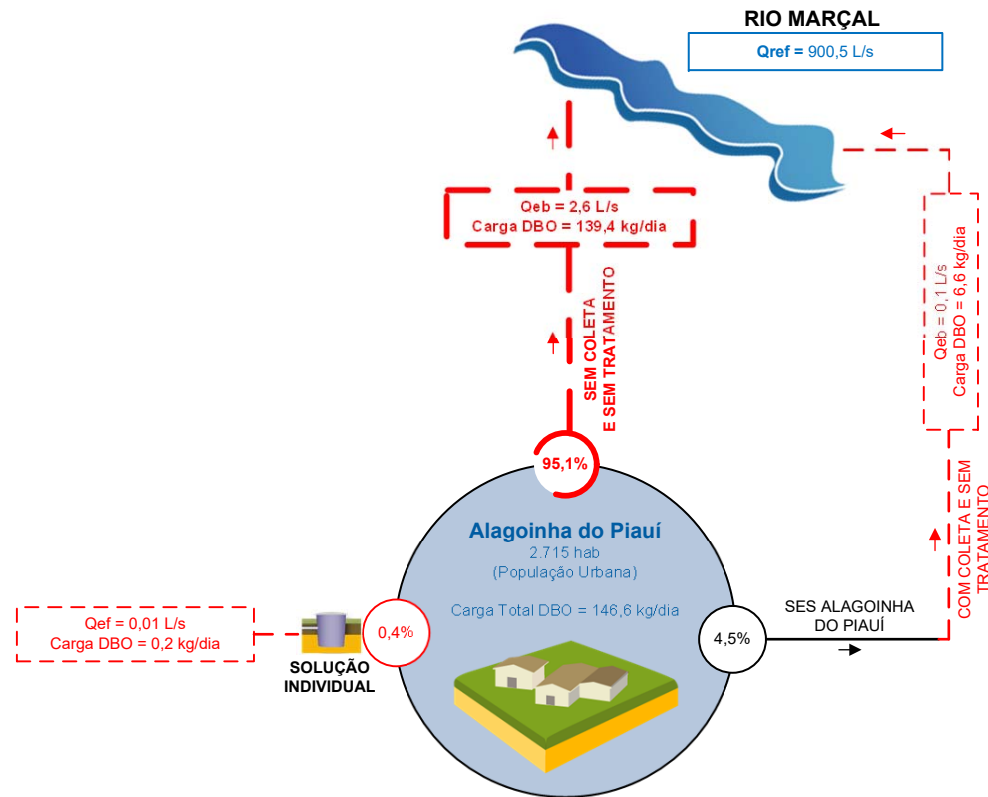 RIO MARÇAL
Qref = 900,5 L/s
Qeb = 2,6 L/s
Carga DBO = 139,4 kg/dia
Qeb = 0,1 L/s
Carga DBO = 6,6 kg/dia
SEM COLETA
E SEM TRATAMENTO
95,1%
Alagoinha do Piauí
2.715 hab
(População Urbana)
Carga Total DBO = 146,6 kg/dia
COM COLETA E SEM
TRATAMENTO
Qef = 0,01 L/s
Carga DBO = 0,2 kg/dia
0,4%
SOLUÇÃO
INDIVIDUAL
4,5%
SES ALAGOINHA
DO PIAUÍ